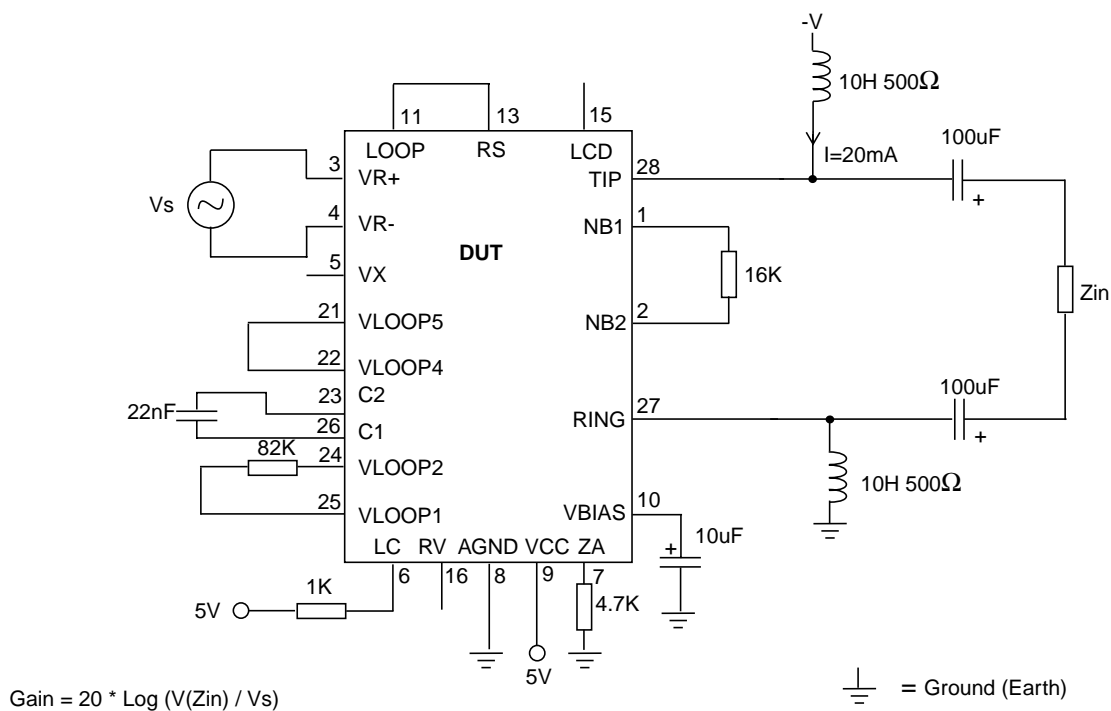 -V
10H 500Ω
11
13
15
100uF
LOOP
RS
LCD
I=20mA
3
VR+
TIP
28
+
Vs
4
VR-
NB1
1
DUT
5
VX
16K
Zin
21
VLOOP5
NB2
2
22
VLOOP4
23
C2
100uF
22nF
26
C1
RING
27
+
82K
24
VLOOP2
10H 500Ω
25
VLOOP1
VBIAS
10
10uF
+
LC
RV
AGND
VCC
ZA
6
16
8
9
7
1K
5V
4.7K
5V
Gain = 20 * Log (V(Zin) / Vs)
= Ground (Earth)